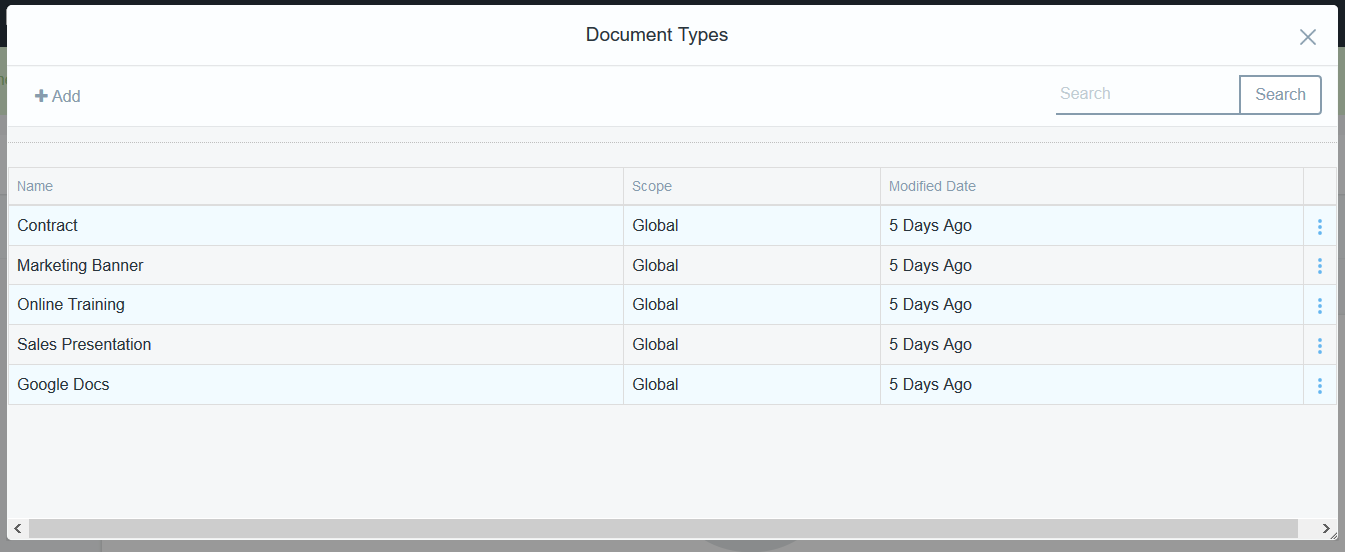 Document Types
Add
Search Search
Name Scope Modified Date
Contract Global 5 Days Ago
Marketing Banner Global 5 Days Ago
Online Training Global 5 Days Ago
Sales Presentation Global 5 Days Ago
Google Docs Global 5 Days Ago